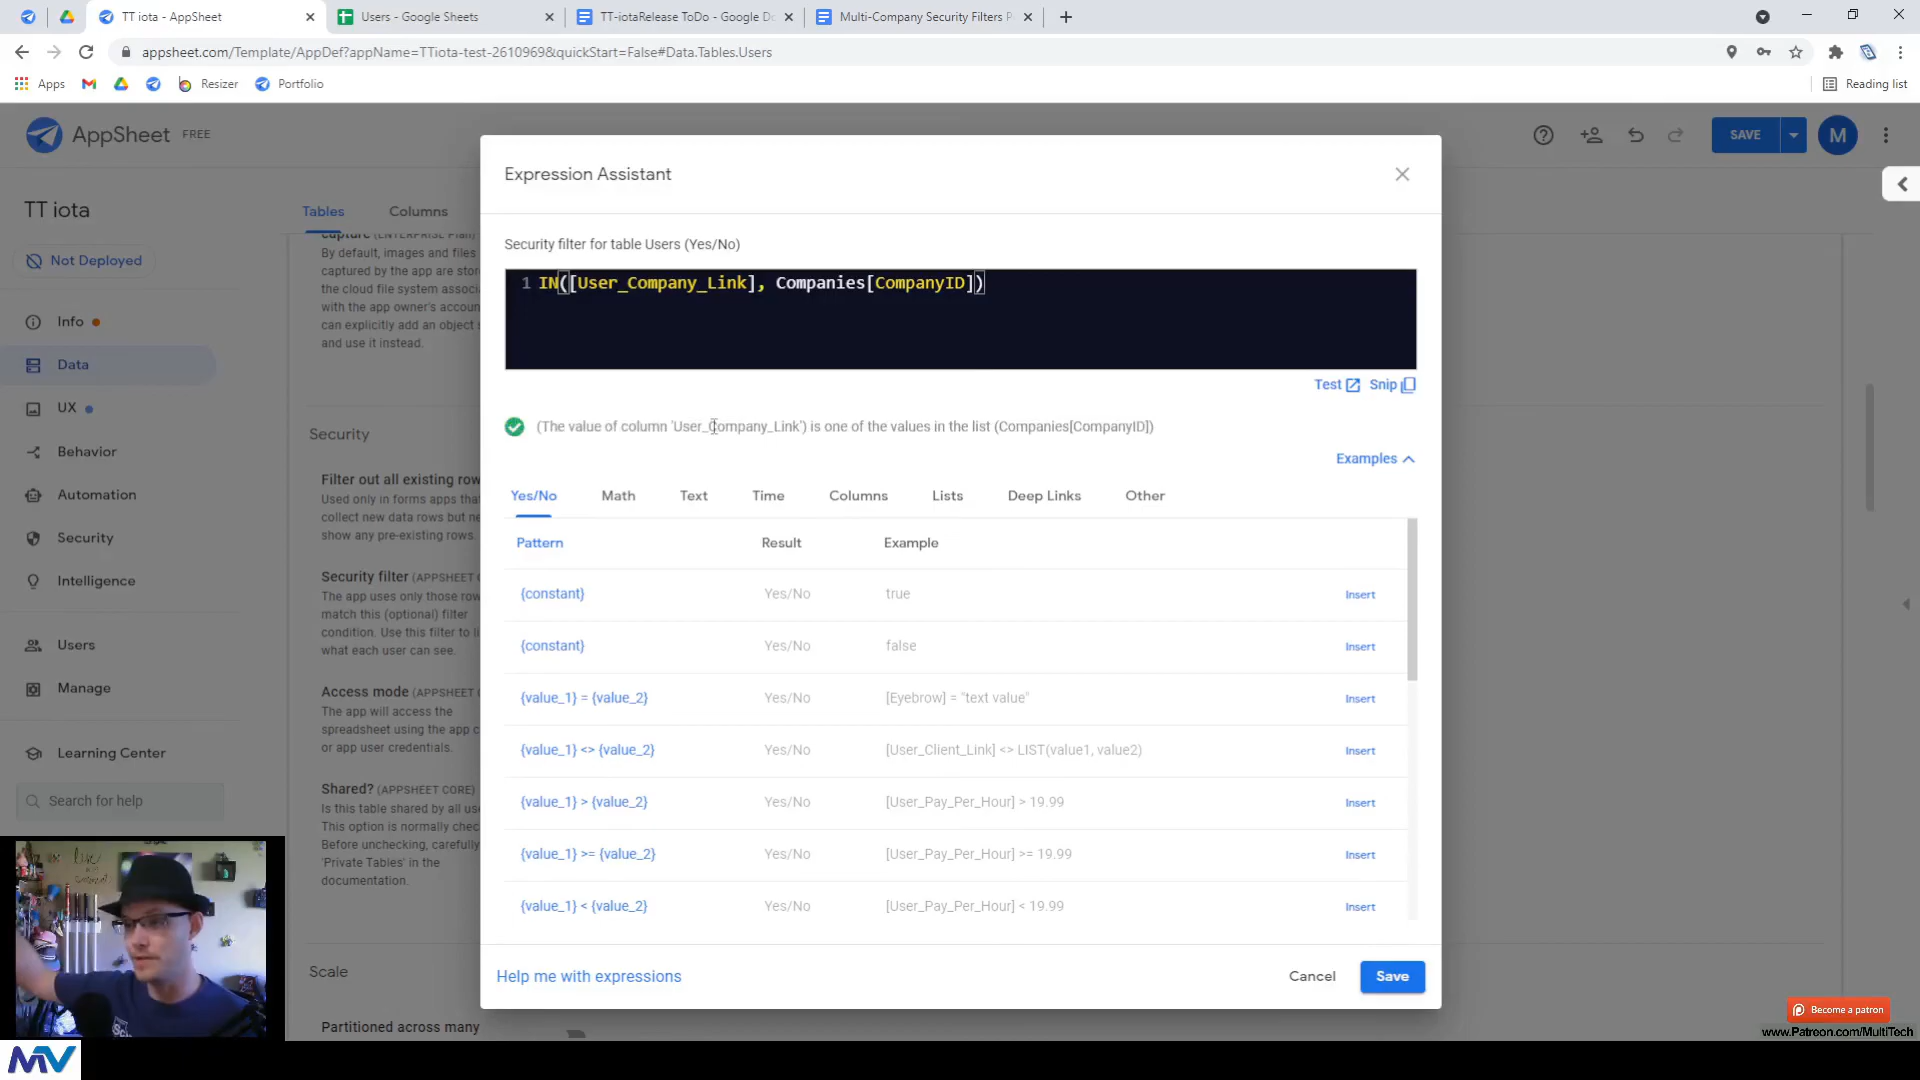 TT iota - AppSheet
Users - Google Sheets
TT-iotaRelease ToDo - Google Do
Multi-Company Security Filters P
appsheet.com/Template/AppDef?appName=TTiota-test-2610969&quickStart=False#Data.Tables.Users
Apps
Resizer
Portfolio
Reading list
AppSheet FREE
SAVE
M
TT iota
Not Deployed
Info
Data
UX
Behavior
Automation
Security
Intelligence
Users
Manage
Learning Center
Search for help
Tables Columns
capture (ENTERPRISE Plan)
By default, images and files
captured by the app are stor
the cloud file system associa
with the app owner's accoun
can explicitly add an object s
and use it instead.
Security
Filter out all existing row
Used only in forms apps that
collect new data rows but ne
show any pre-existing rows.
Security filter (APPSHEET C
The app uses only those row
match this (optional) filter
condition. Use this filter to li
what each user can see.
Access mode (APPSHEET C
The app will access the
spreadsheet using the app c
or app user credentials.
Shared? (APPSHEET CORE)
Is this table shared by all use
This option is normally chec
Before unchecking, carefully
'Private Tables' in the
documentation.
Scale
Partitioned across many
Expression Assistant
Security filter for table Users (Yes/No)
1 IN([User_Company_Link], Companies[CompanyID])
Test Snip
(The value of column 'User_Company_Link') is one of the values in the list (Companies[CompanyID])
Examples
Yes/No Math Text Time Columns Lists Deep Links Other
Pattern Result Example
{constant} Yes/No true Insert
{constant} Yes/No false Insert
{value_1} = {value_2} Yes/No [Eyebrow] = "text value" Insert
{value_1} <> {value_2} Yes/No [User_Client_Link] <> LIST(value1, value2) Insert
{value_1} > {value_2} Yes/No [User_Pay_Per_Hour] > 19.99 Insert
{value_1} >= {value_2} Yes/No [User_Pay_Per_Hour] >= 19.99 Insert
{value_1} < {value_2} Yes/No [User_Pay_Per_Hour] < 19.99 Insert
Help me with expressions
Cancel
Save
Become a patron
www.Patreon.com/MultiTech
MV